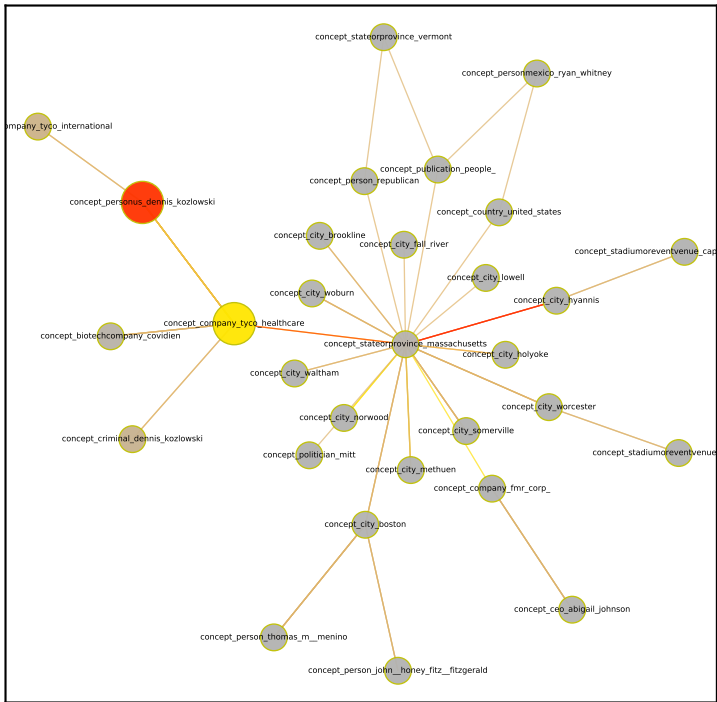 concept_stateorprovince_vermont
concept_personmexico_ryan_whitney
ompany_tyco_international
concept_publication_people_
concept_person_republican
concept_personus_dennis_kozlowski
concept_country_united_states
concept_city_brookline
concept_city_fall_river
concept_stadiumoreventvenue_cap
concept_city_lowell
concept_city_woburn
concept_city_hyannis
concept_company_tyco_healthcare
concept_biotechcompany_covidien
concept_stateorprovince_massachusetts
concept_city_holyoke
concept_city_waltham
concept_city_worcester
concept_city_norwood
concept_city_somerville
concept_criminal_dennis_kozlowski
concept_stadiumoreventvenue
concept_politician_mitt
concept_city_methuen
concept_company_fmr_corp_
concept_city_boston
concept_ceo_abigail_johnson
concept_person_thomas_m__menino
concept_person_john__honey_fitz__fitzgerald